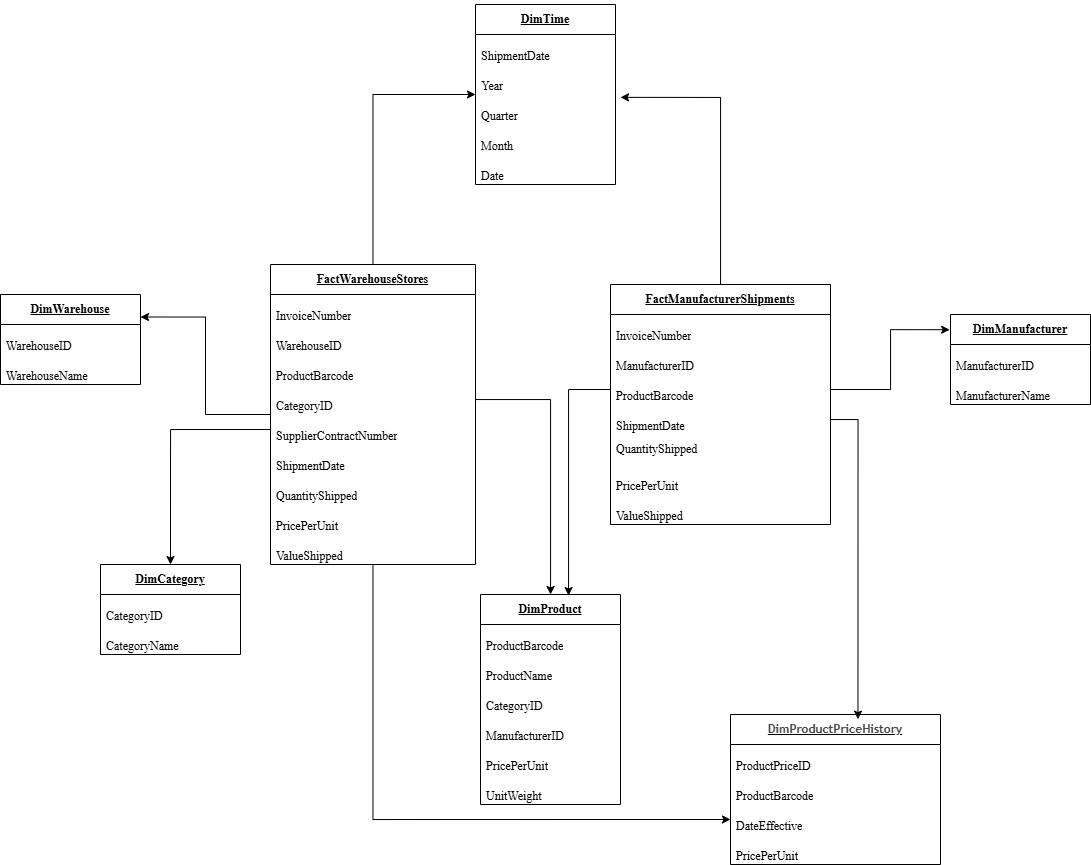 DimTime
ShipmentDate
Year
Quarter
Month
Date
FactWarehouseStores
InvoiceNumber
WarehouseID
ProductBarcode
CategoryID
SupplierContractNumber
ShipmentDate
QuantityShipped
PricePerUnit
ValueShipped
FactManufacturerShipments
InvoiceNumber
ManufacturerID
ProductBarcode
ShipmentDate
QuantityShipped
PricePerUnit
ValueShipped
DimWarehouse
WarehouseID
WarehouseName
DimManufacturer
ManufacturerID
ManufacturerName
DimCategory
CategoryID
CategoryName
DimProduct
ProductBarcode
ProductName
CategoryID
ManufacturerID
PricePerUnit
UnitWeight
DimProductPriceHistory
ProductPriceID
ProductBarcode
DateEffective
PricePerUnit